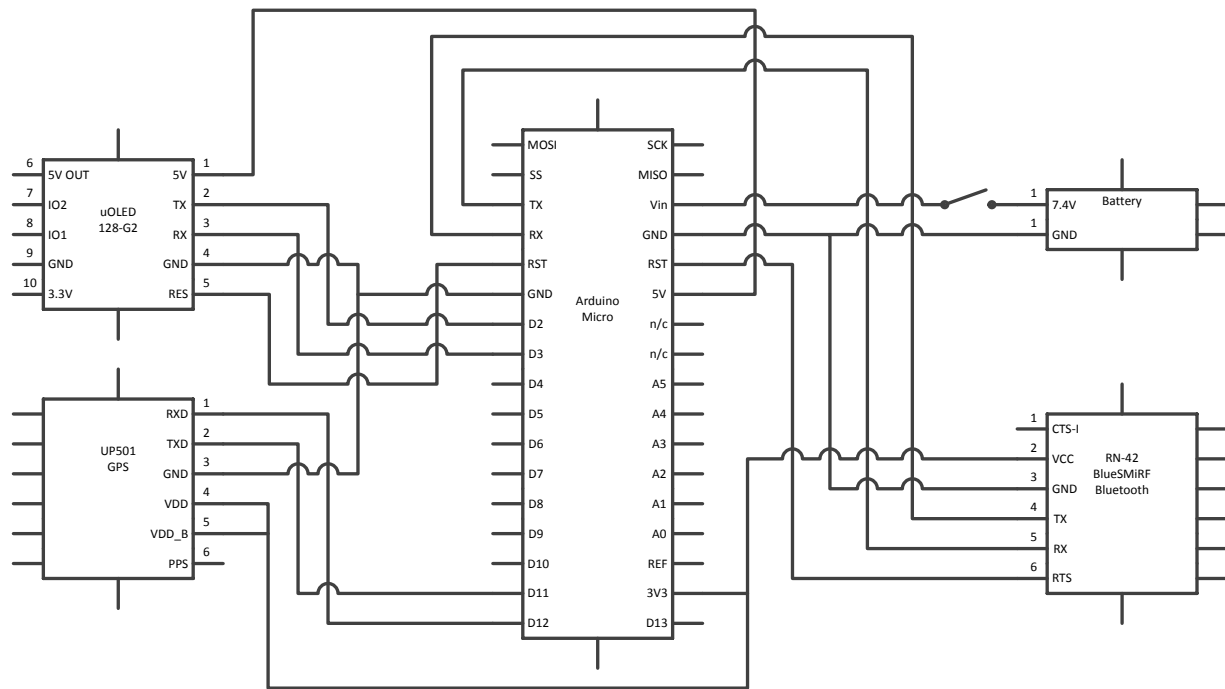 6 5V OUT 5V 1
7 IO2 TX 2
8 IO1 RX 3
9 GND GND 4
10 3.3V RES 5
uOLED
128-G2
RXD 1
TXD 2
GND 3
VDD 4
VDD_B 5
PPS 6
UP501
GPS
MOSI SCK
SS MISO
TX Vin
RX GND
RST RST
GND 5V
D2 n/c
D3 n/c
D4 A5
D5 A4
D6 A3
D7 A2
D8 A1
D9 A0
D10 REF
D11 3V3
D12 D13
Arduino
Micro
1 7.4V
1 GND
Battery
1 CTS-I
2 VCC
3 GND
4 TX
5 RX
6 RTS
RN-42
BlueSMiRF
Bluetooth